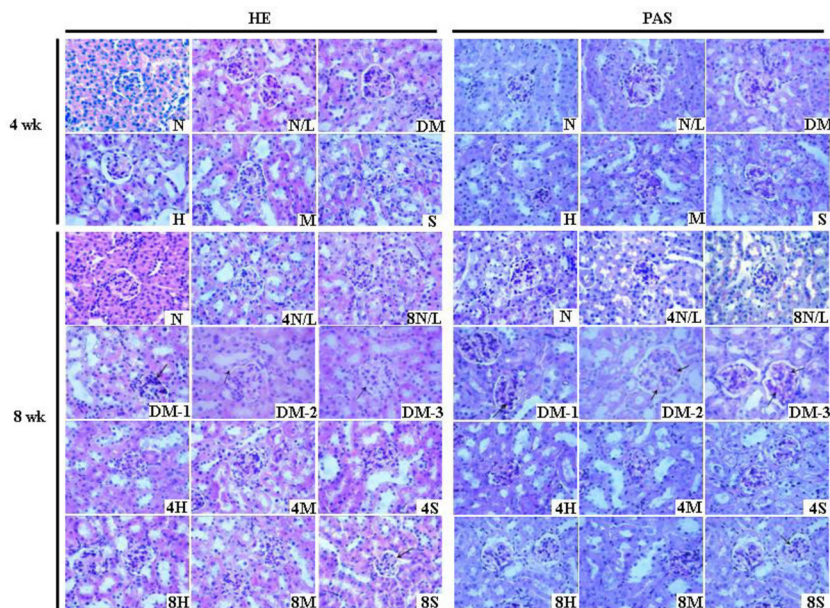 HE PAS
4 wk
N N/L DM N N/L DM
H M S H M S
8 wk
N 4N/L 8N/L N 4N/L 8N/L
DM-1 DM-2 DM-3 DM-1 DM-2 DM-3
4H 4M 4S 4H 4M 4S
8H 8M 8S 8H 8M 8S